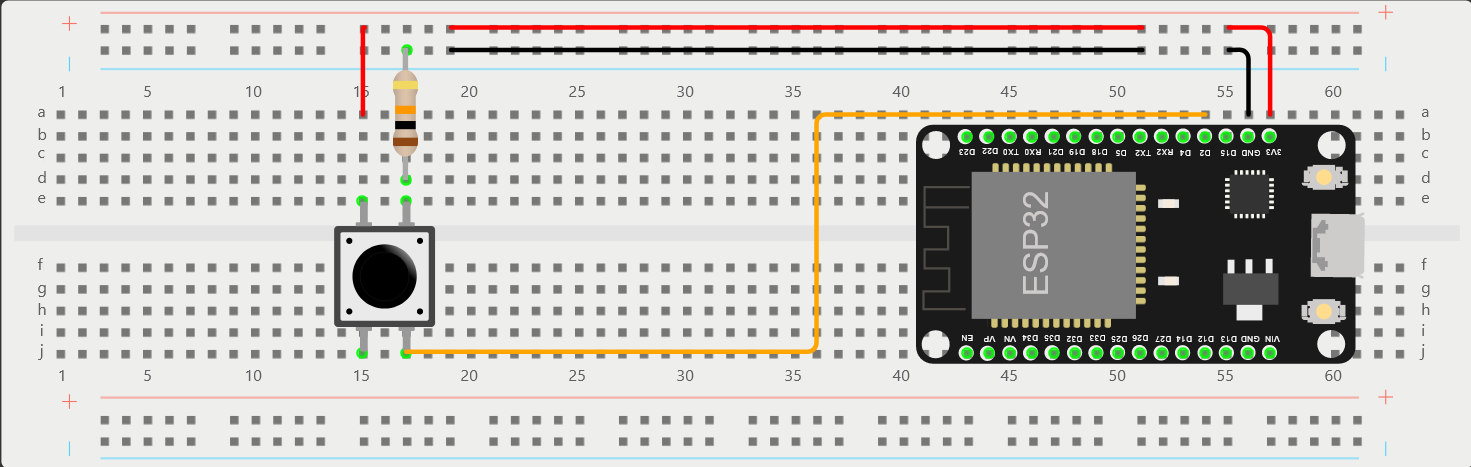 + +
1 5 10 15 20 25 30 35 40 45 50 55 60
a a
b b
D23 D22 TX0 RX0 D21 D19 D18 D5 TX2 RX2 D4 D2 D15 GND 3V3
c c
d d
e e
ESP32
f f
g g
h h
i i
EN VP VN D34 D35 D32 D33 D25 D26 D27 D14 D12 D13 GND VIN
j j
1 5 10 15 20 25 30 35 40 45 50 55 60
+ +